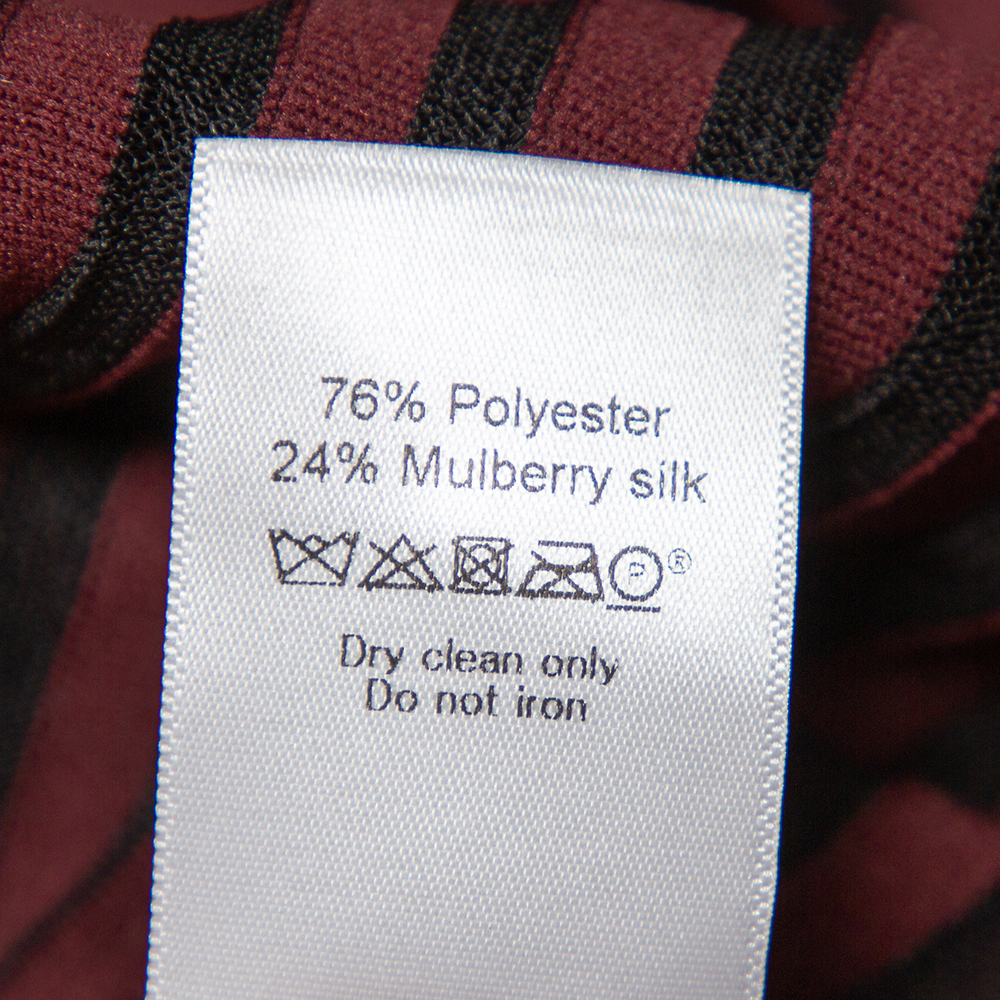 76% Polyester
24% Mulberry silk
P ®
Dry clean only
Do not iron